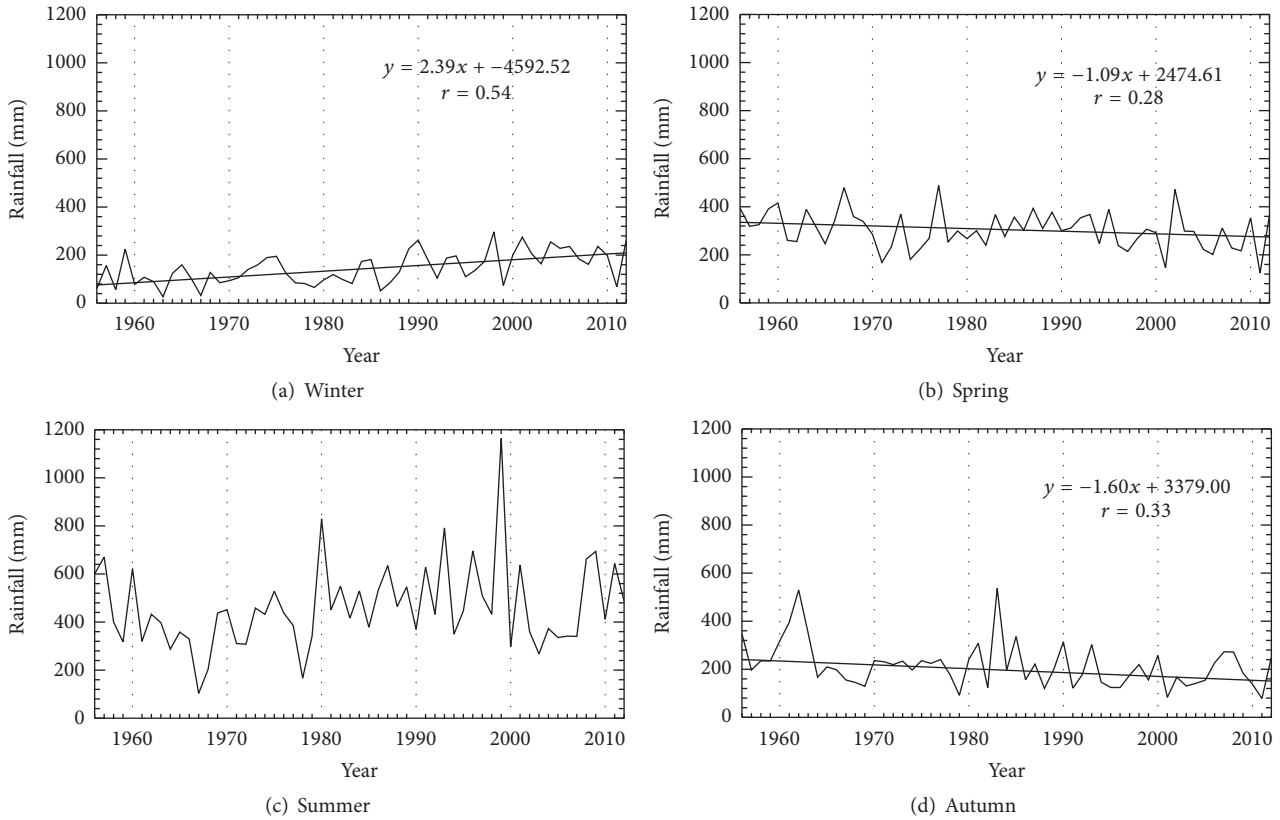 1200
1000
800
600
400
200
0
Rainfall (mm)
y = 2.39x + −4592.52
r = 0.54
1960 1970 1980 1990 2000 2010
Year
(a) Winter
1200
1000
800
600
400
200
0
Rainfall (mm)
y = −1.09x + 2474.61
r = 0.28
1960 1970 1980 1990 2000 2010
Year
(b) Spring
1200
1000
800
600
400
200
0
Rainfall (mm)
1960 1970 1980 1990 2000 2010
Year
(c) Summer
1200
1000
800
600
400
200
0
Rainfall (mm)
y = −1.60x + 3379.00
r = 0.33
1960 1970 1980 1990 2000 2010
Year
(d) Autumn